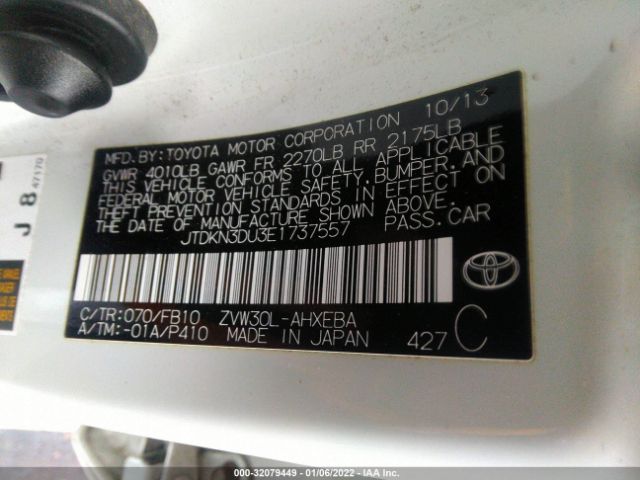 MFD. BY: TOYOTA MOTOR CORPORATION 10/13
GVWR 4010LB GAWR FR 2270LB RR 2175LB
THIS VEHICLE CONFORMS TO ALL APPLICABLE
FEDERAL MOTOR VEHICLE SAFETY, BUMPER, AND
THEFT PREVENTION STANDARDS IN EFFECT ON
THE DATE OF MANUFACTURE SHOWN ABOVE.
JTDKN3DU3E1737557 PASS. CAR
C/TR: 070/FB10 ZVW30L-AHXEBA
A/TM: -01A/P410 MADE IN JAPAN 427 C
J 8 47170
000-32079449 - 01/06/2022 - IAA Inc.